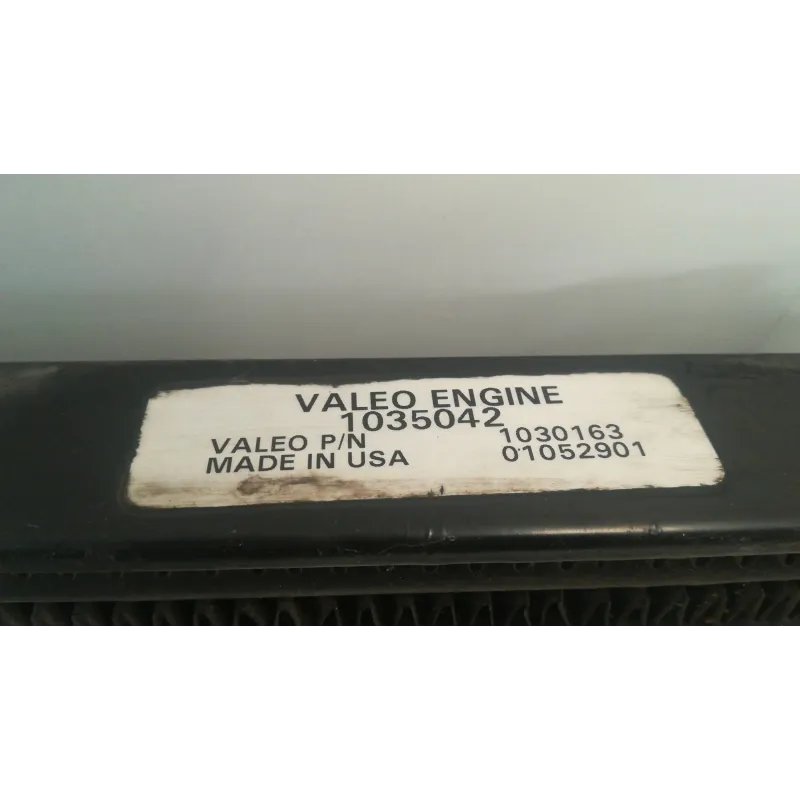 VALEO ENGINE
1035042
VALEO P/N 1030163
MADE IN USA 01052901